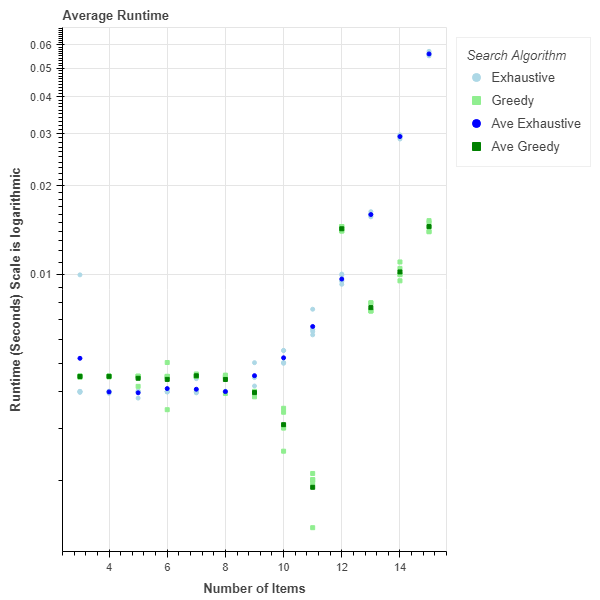 Average Runtime
0.06
0.05
0.04
0.03
0.02
0.01
Runtime (Seconds) Scale is logarithmic
4
6
8
10
12
14
Number of Items
Search Algorithm
Exhaustive
Greedy
Ave Exhaustive
Ave Greedy